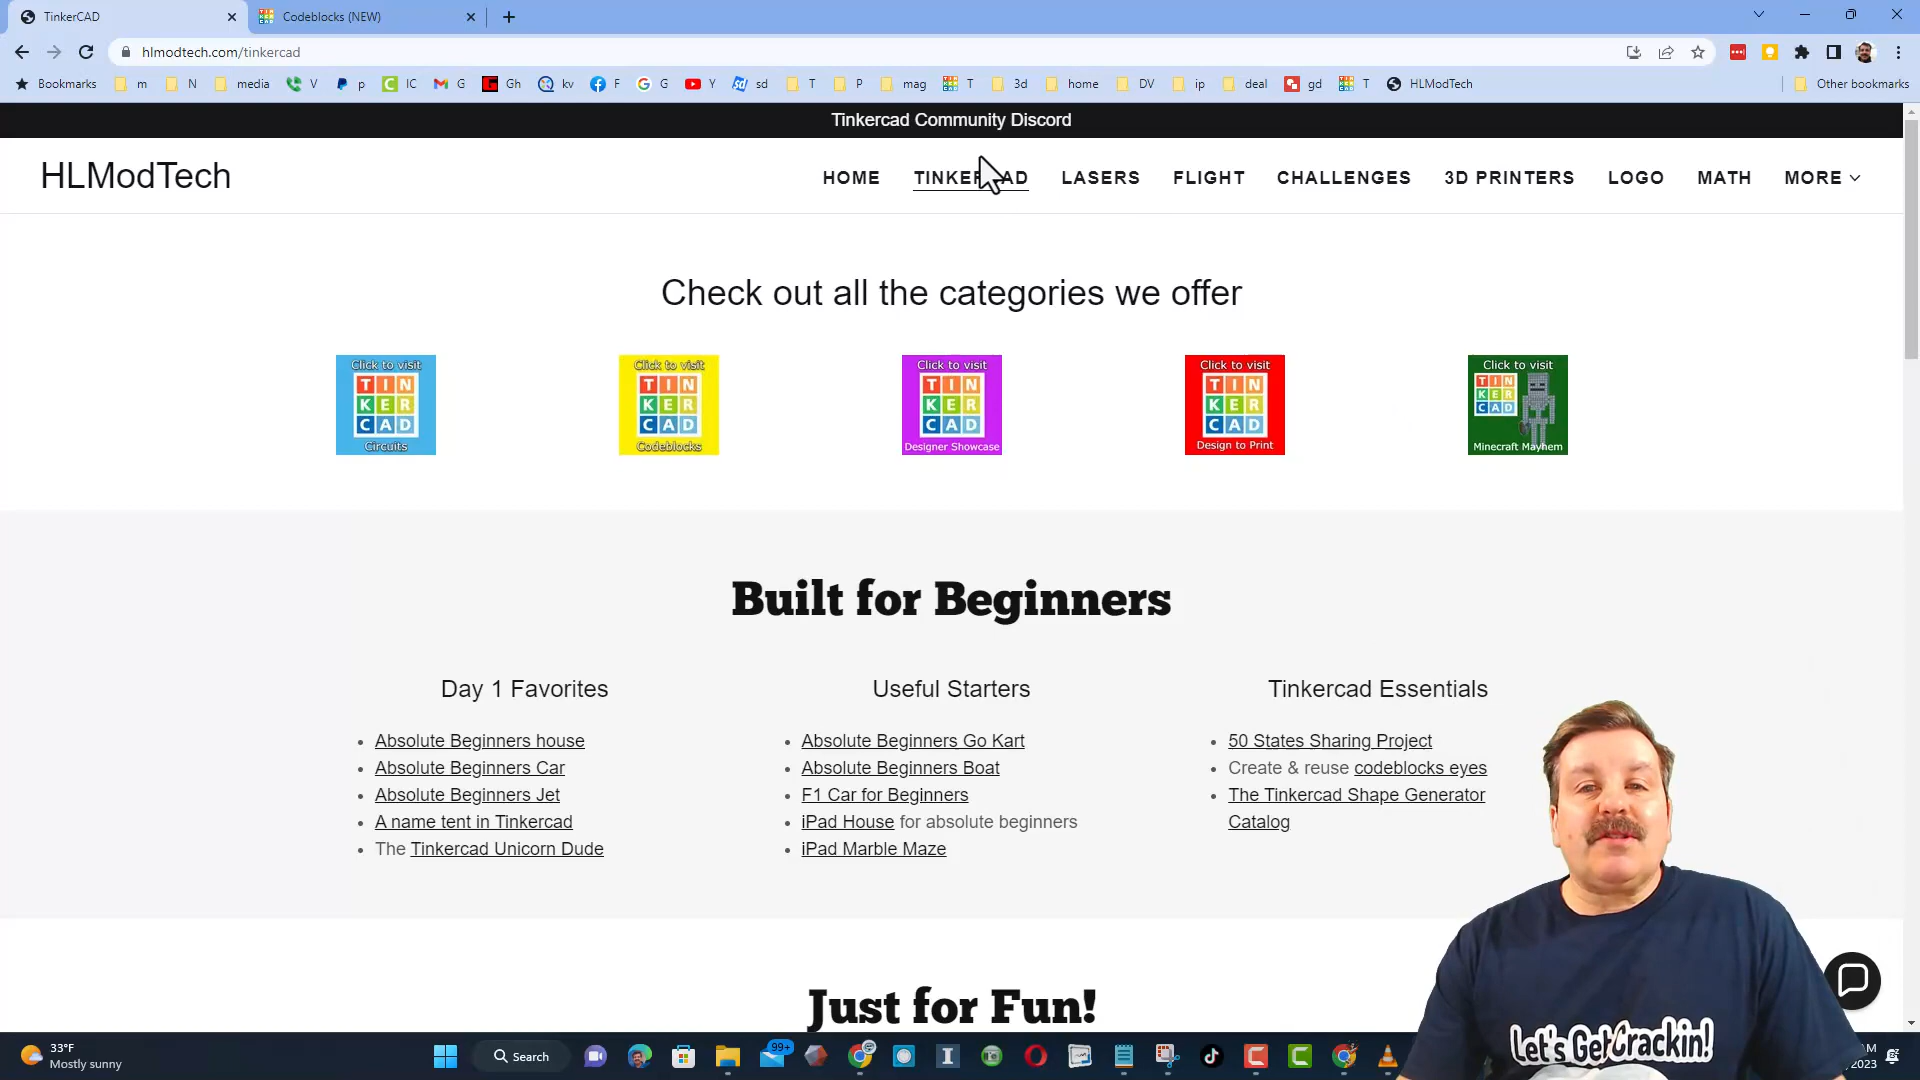 TinkerCAD
Codeblocks (NEW)
hlmodtech.com/tinkercad
Bookmarks m N media V p IC G Gh kv F G Y sd T P mag T 3d home DV ip deal gd T HLModTech Other bookmarks
Tinkercad Community Discord
HLModTech
HOME TINKERCAD LASERS FLIGHT CHALLENGES 3D PRINTERS LOGO MATH MORE
Check out all the categories we offer
Click to visit
TIN
KER
CAD
Circuits
Click to visit
TIN
KER
CAD
Codeblocks
Click to visit
TIN
KER
CAD
Designer Showcase
Click to visit
TIN
KER
CAD
Design to Print
Click to visit
TIN
KER
CAD
Minecraft Mayhem
Built for Beginners
Day 1 Favorites
Absolute Beginners house
Absolute Beginners Car
Absolute Beginners Jet
A name tent in Tinkercad
The Tinkercad Unicorn Dude
Useful Starters
Absolute Beginners Go Kart
Absolute Beginners Boat
F1 Car for Beginners
iPad House for absolute beginners
iPad Marble Maze
Tinkercad Essentials
50 States Sharing Project
Create & reuse codeblocks eyes
The Tinkercad Shape Generator
Catalog
Just for Fun!
Let's Get Crackin!
33°F
Mostly sunny
Search
99+
AM
/2023